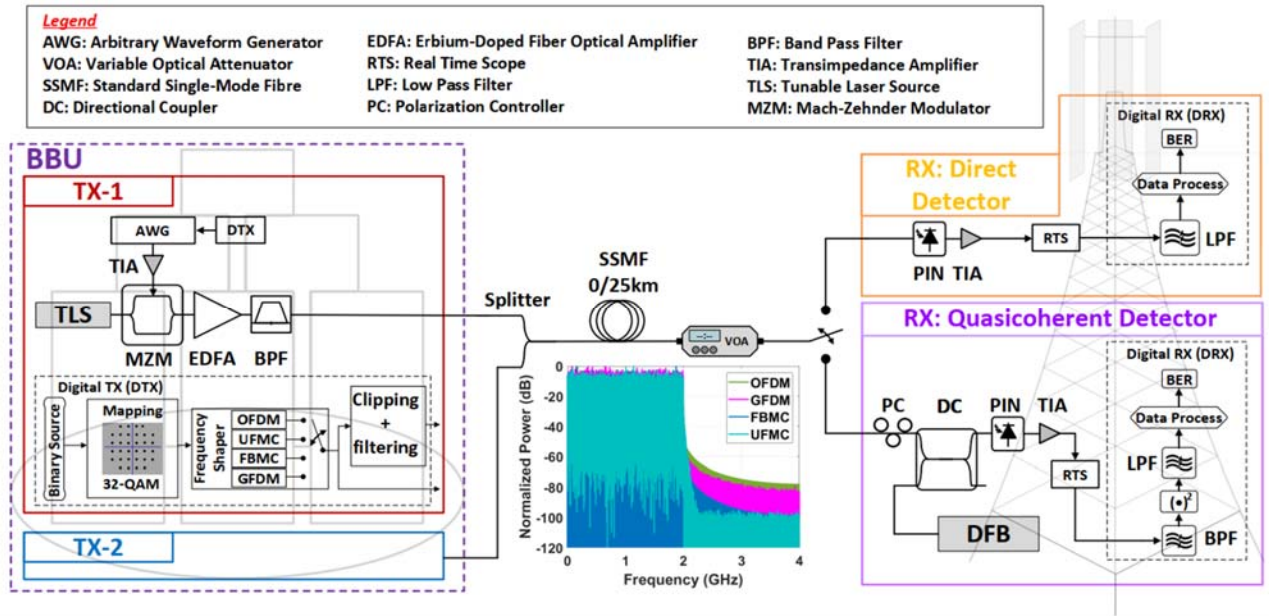 Legend
AWG: Arbitrary Waveform Generator
VOA: Variable Optical Attenuator
SSMF: Standard Single-Mode Fibre
DC: Directional Coupler
EDFA: Erbium-Doped Fiber Optical Amplifier
RTS: Real Time Scope
LPF: Low Pass Filter
PC: Polarization Controller
BPF: Band Pass Filter
TIA: Transimpedance Amplifier
TLS: Tunable Laser Source
MZM: Mach-Zehnder Modulator
BBU
TX-1
AWG
DTX
TIA
TLS
MZM
EDFA
BPF
Digital TX (DTX)
Binary Source
Mapping
32-QAM
Frequency
Shaper
OFDM
UFMC
FBMC
GFDM
Clipping
+
filtering
TX-2
Splitter
SSMF
0/25km
VOA
Normalized Power (dB)
0
-20
-40
-60
-80
-100
-120
OFDM
GFDM
FBMC
UFMC
0
1
2
3
4
Frequency (GHz)
RX: Direct
Detector
PIN
TIA
RTS
Digital RX (DRX)
BER
Data Process
LPF
RX: Quasicoherent Detector
PC
DC
PIN
TIA
RTS
DFB
Digital RX (DRX)
BER
Data Process
LPF
(•)²
BPF